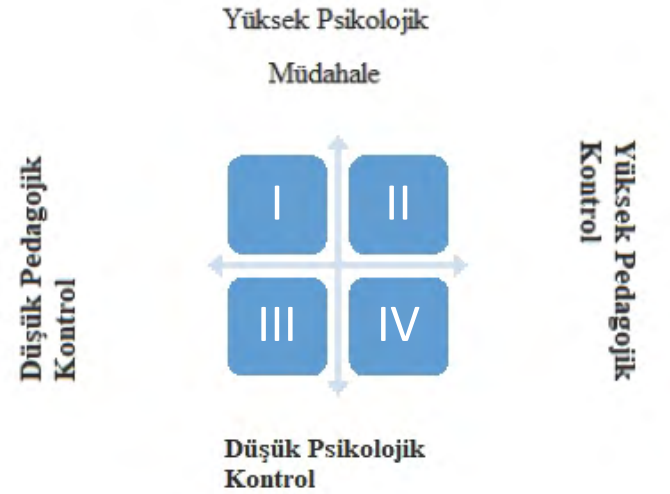 Yüksek Psikolojik
Müdahale
Düşük Pedagojik
Kontrol
I
II
Yüksek Pedagojik
Kontrol
III
IV
Düşük Psikolojik
Kontrol